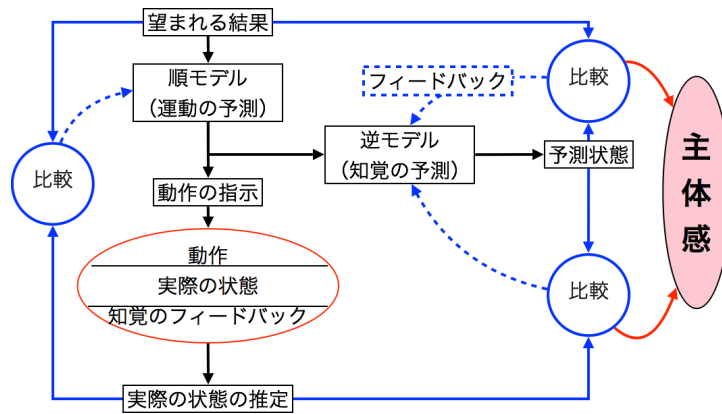 望まれる結果
順モデル
（運動の予測）
フィードバック
比較
比較
逆モデル
（知覚の予測）
予測状態
主体感
動作の指示
動作
実際の状態
知覚のフィードバック
比較
実際の状態の推定